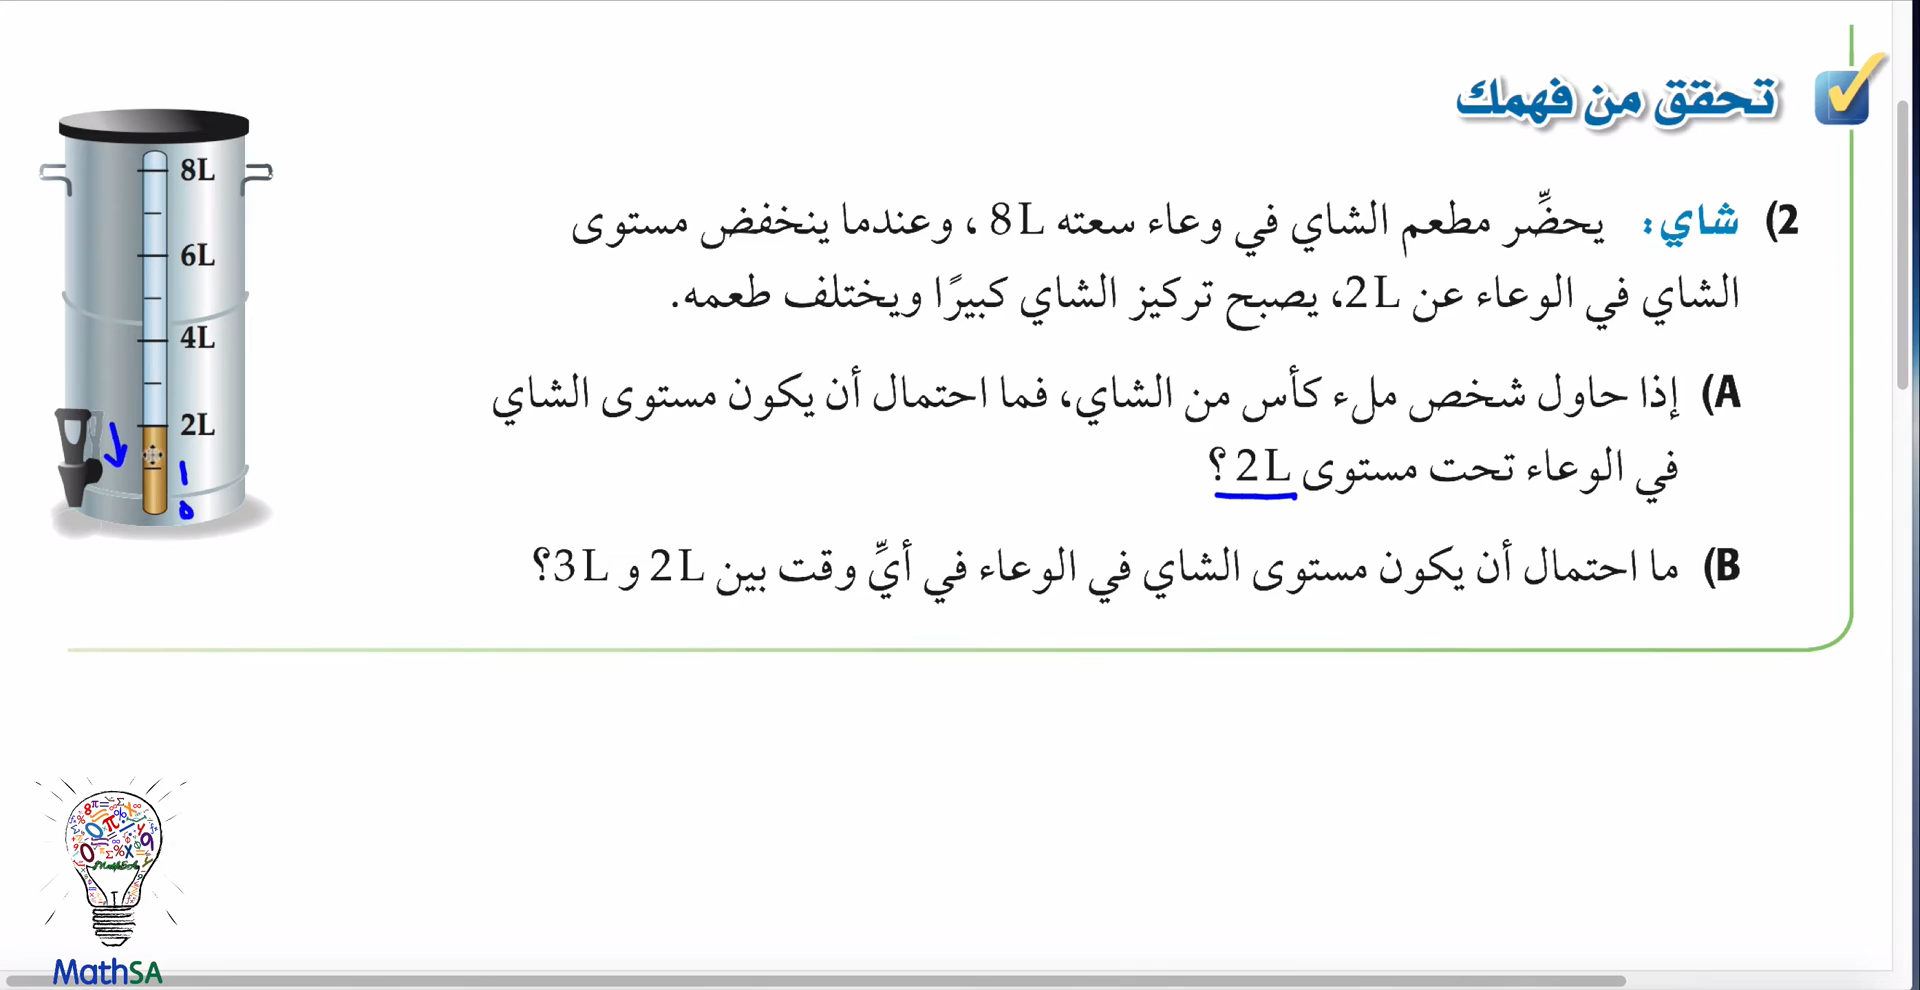 تحقق من فهمك
2) شاي: يحضِّر مطعم الشاي في وعاء سعته 8L، وعندما ينخفض مستوى
الشاي في الوعاء عن 2L، يصبح تركيز الشاي كبيرًا ويختلف طعمه.
A) إذا حاول شخص ملء كأس من الشاي، فما احتمال أن يكون مستوى الشاي
في الوعاء تحت مستوى 2L؟
B) ما احتمال أن يكون مستوى الشاي في الوعاء في أيِّ وقت بين 2L و 3L؟
8L
6L
4L
2L
1
0
MathSA